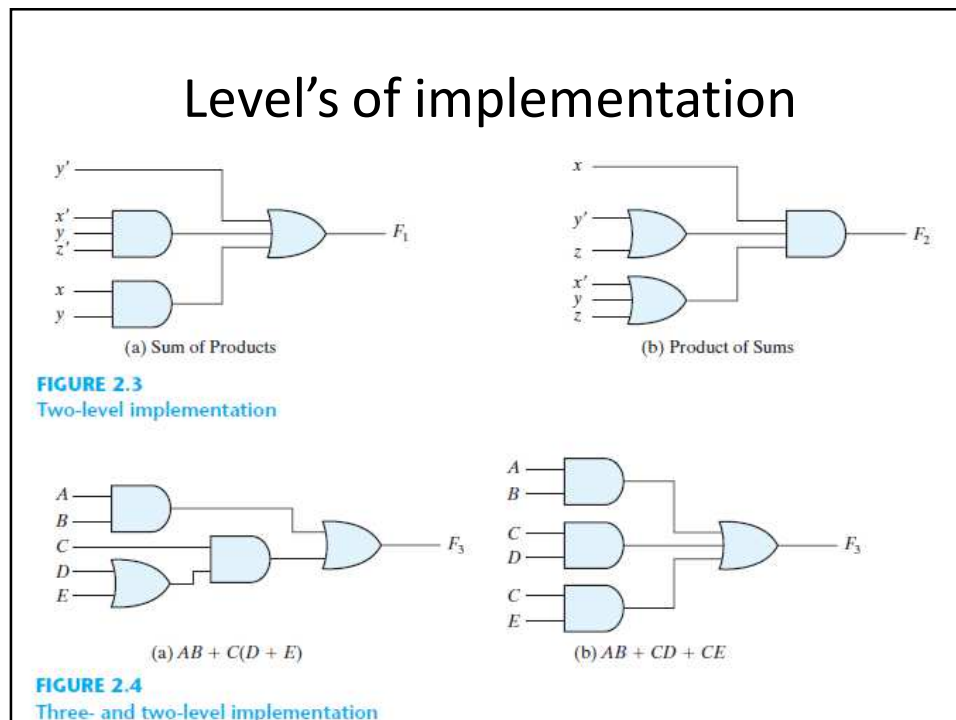 Level's of implementation
y'
x'
y
z'
x
y
F1
(a) Sum of Products
x
y'
z
x'
y
z
F2
(b) Product of Sums
FIGURE 2.3
Two-level implementation
A
B
C
D
E
F3
(a) AB + C(D + E)
A
B
C
D
C
E
F3
(b) AB + CD + CE
FIGURE 2.4
Three- and two-level implementation